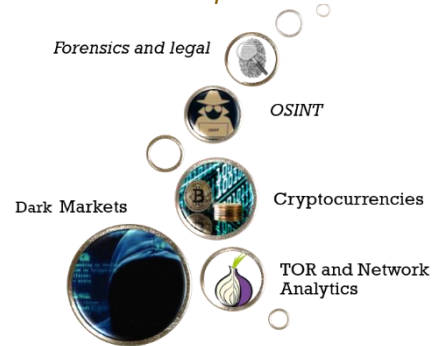 Forensics and legal
OSINT
Cryptocurrencies
Dark Markets
TOR and Network
Analytics